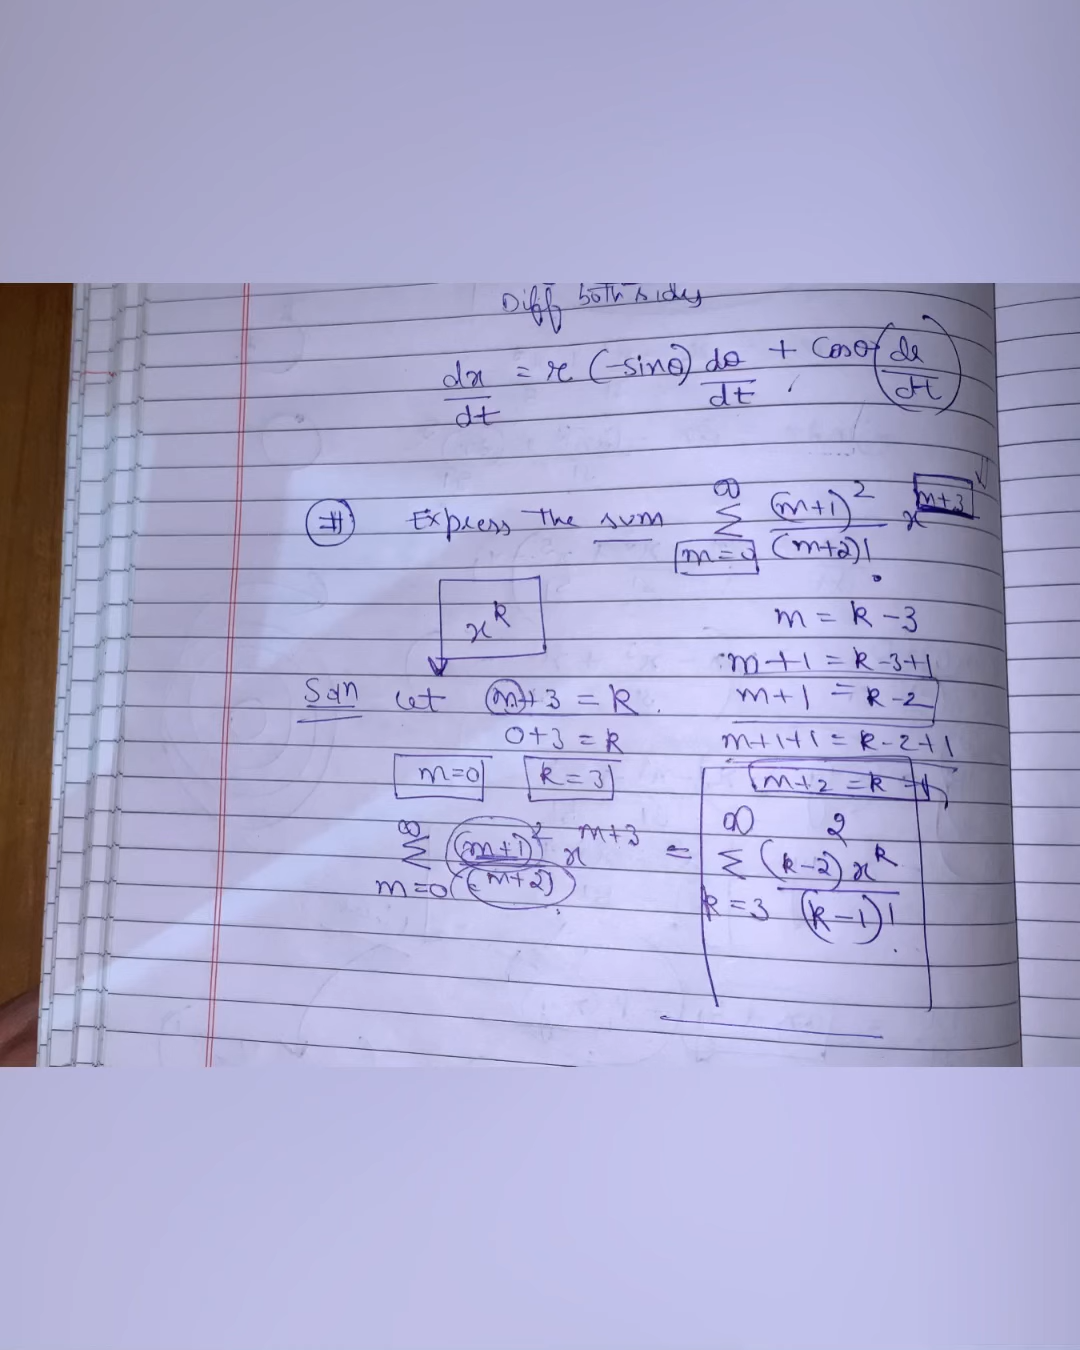 Diff both sides
dx/dt = r (-sinθ) dθ/dt + cosθ (dr/dt)
(#) Express the sum ∞ Σ m=0 (m+1)²/(m+2)! x^m+3
x^k
m = k-3
m+1 = k-3+1
Soln let m+3 = k. m+1 = k-2
0+3 = k m+1+1 = k-2+1
m=0 k=3 m+2 = k-1
∞ Σ m=0 (m+1)²/(m+2)! x^m+3 = ∞ Σ k=3 (k-2)² x^k/(k-1)!